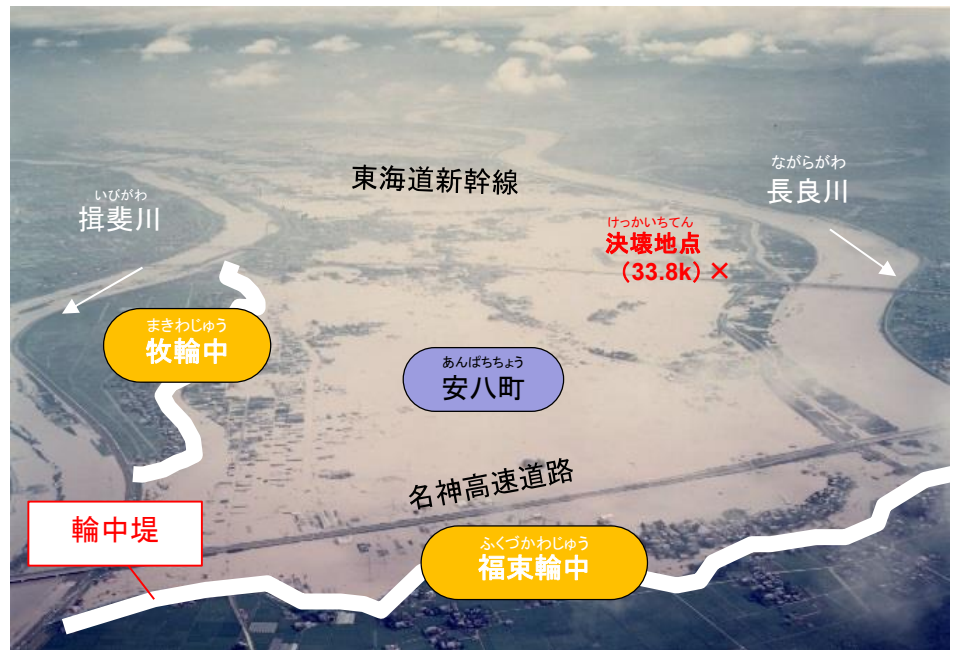 東海道新幹線
ながらがわ
長良川
いびがわ
揖斐川
けっかいちてん
決壊地点
(33.8k) ×
まきわじゅう
牧輪中
あんぱちちょう
安八町
名神高速道路
輪中堤
ふくづかわじゅう
福束輪中